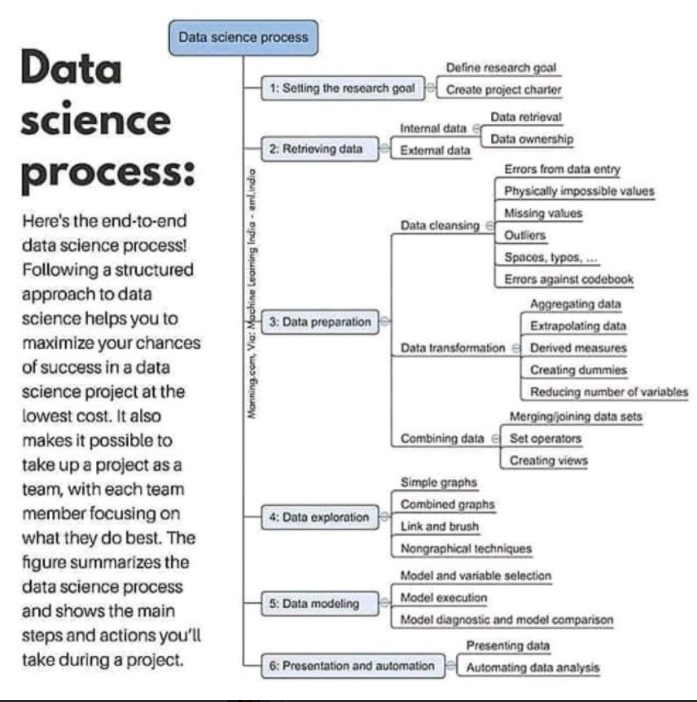 Data
science
process:
Here's the end-to-end
data science process!
Following a structured
approach to data
science helps you to
maximize your chances
of success in a data
science project at the
lowest cost. It also
makes it possible to
take up a project as a
team, with each team
member focusing on
what they do best. The
figure summarizes the
data science process
and shows the main
steps and actions you'll
take during a project.
Manning.com, Via: Machine Learning India - eml.india
Data science process
1: Setting the research goal
Define research goal
Create project charter
2: Retrieving data
Internal data
Data retrieval
Data ownership
External data
3: Data preparation
Data cleansing
Errors from data entry
Physically impossible values
Missing values
Outliers
Spaces, typos, ...
Errors against codebook
Data transformation
Aggregating data
Extrapolating data
Derived measures
Creating dummies
Reducing number of variables
Combining data
Merging/joining data sets
Set operators
Creating views
4: Data exploration
Simple graphs
Combined graphs
Link and brush
Nongraphical techniques
5: Data modeling
Model and variable selection
Model execution
Model diagnostic and model comparison
6: Presentation and automation
Presenting data
Automating data analysis